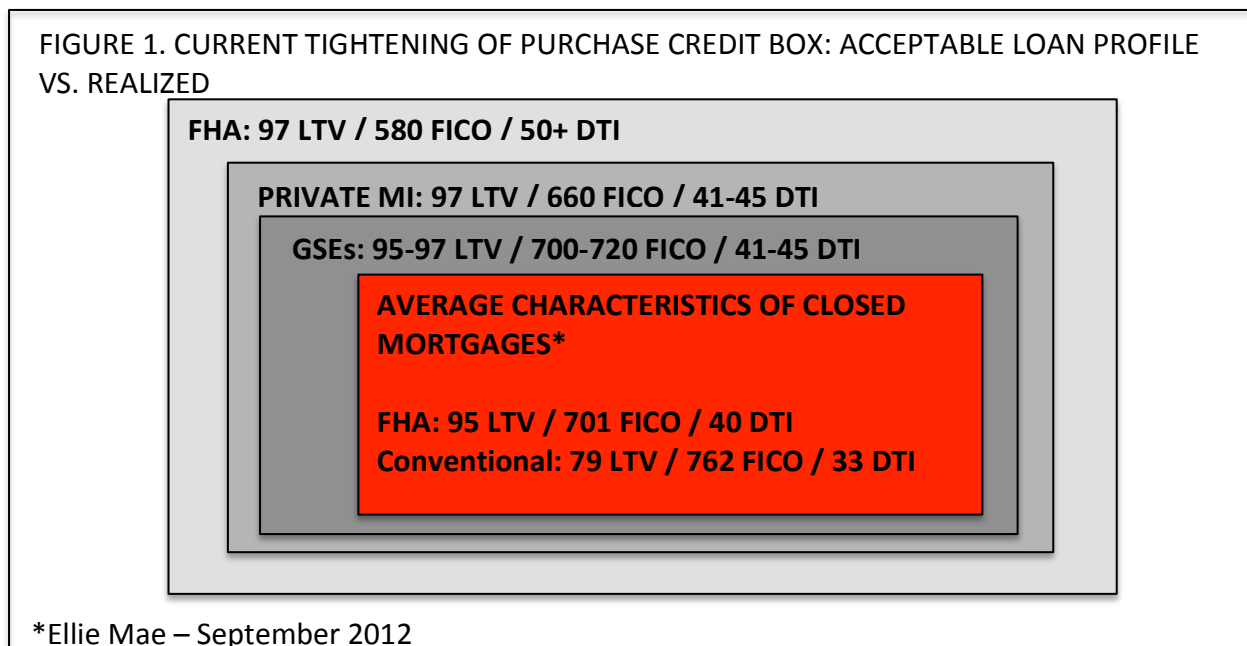 FIGURE 1. CURRENT TIGHTENING OF PURCHASE CREDIT BOX: ACCEPTABLE LOAN PROFILE
VS. REALIZED
FHA: 97 LTV / 580 FICO / 50+ DTI
PRIVATE MI: 97 LTV / 660 FICO / 41-45 DTI
GSEs: 95-97 LTV / 700-720 FICO / 41-45 DTI
AVERAGE CHARACTERISTICS OF CLOSED
MORTGAGES*
FHA: 95 LTV / 701 FICO / 40 DTI
Conventional: 79 LTV / 762 FICO / 33 DTI
*Ellie Mae – September 2012